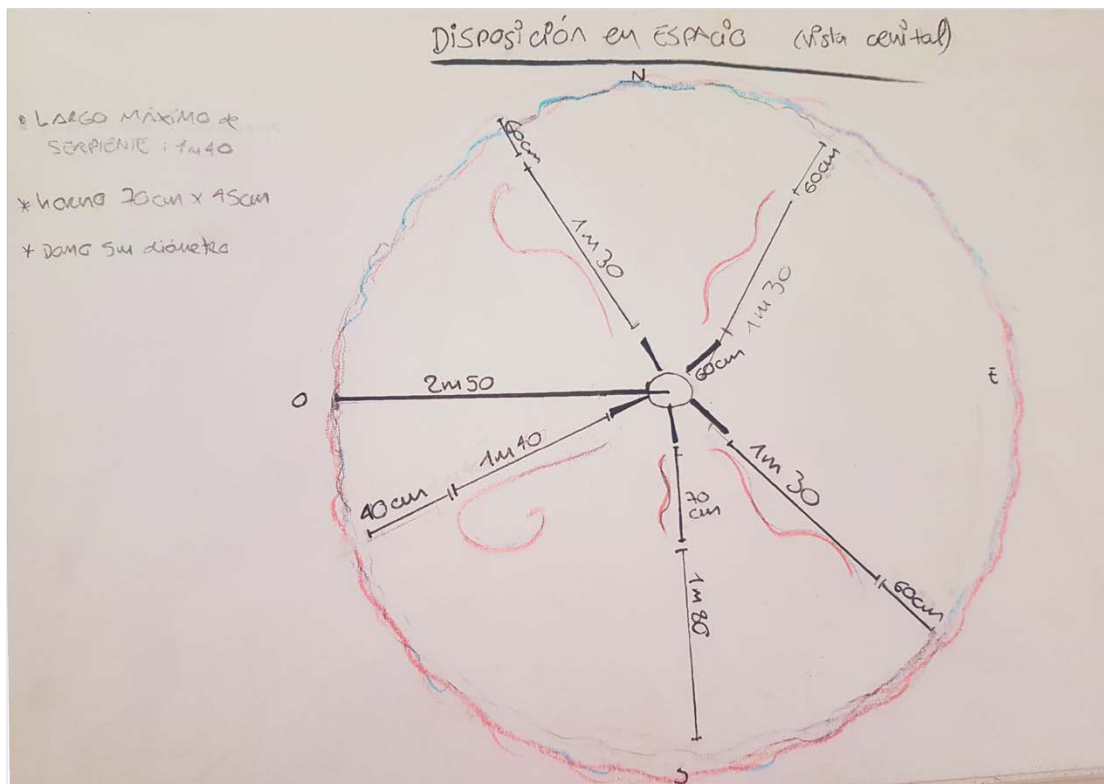 DISPOSICIÓN EN ESPACIO (vista cenital)
• LARGO MÁXIMO de
SERPIENTE : 1m40
* horno 70cm x 45cm
* DOMO 5m diámetro
N
60cm
60cm
1m30
1m30
60cm
E
O
2m50
1m40
40cm
70
cm
1m30
1m80
60cm
S